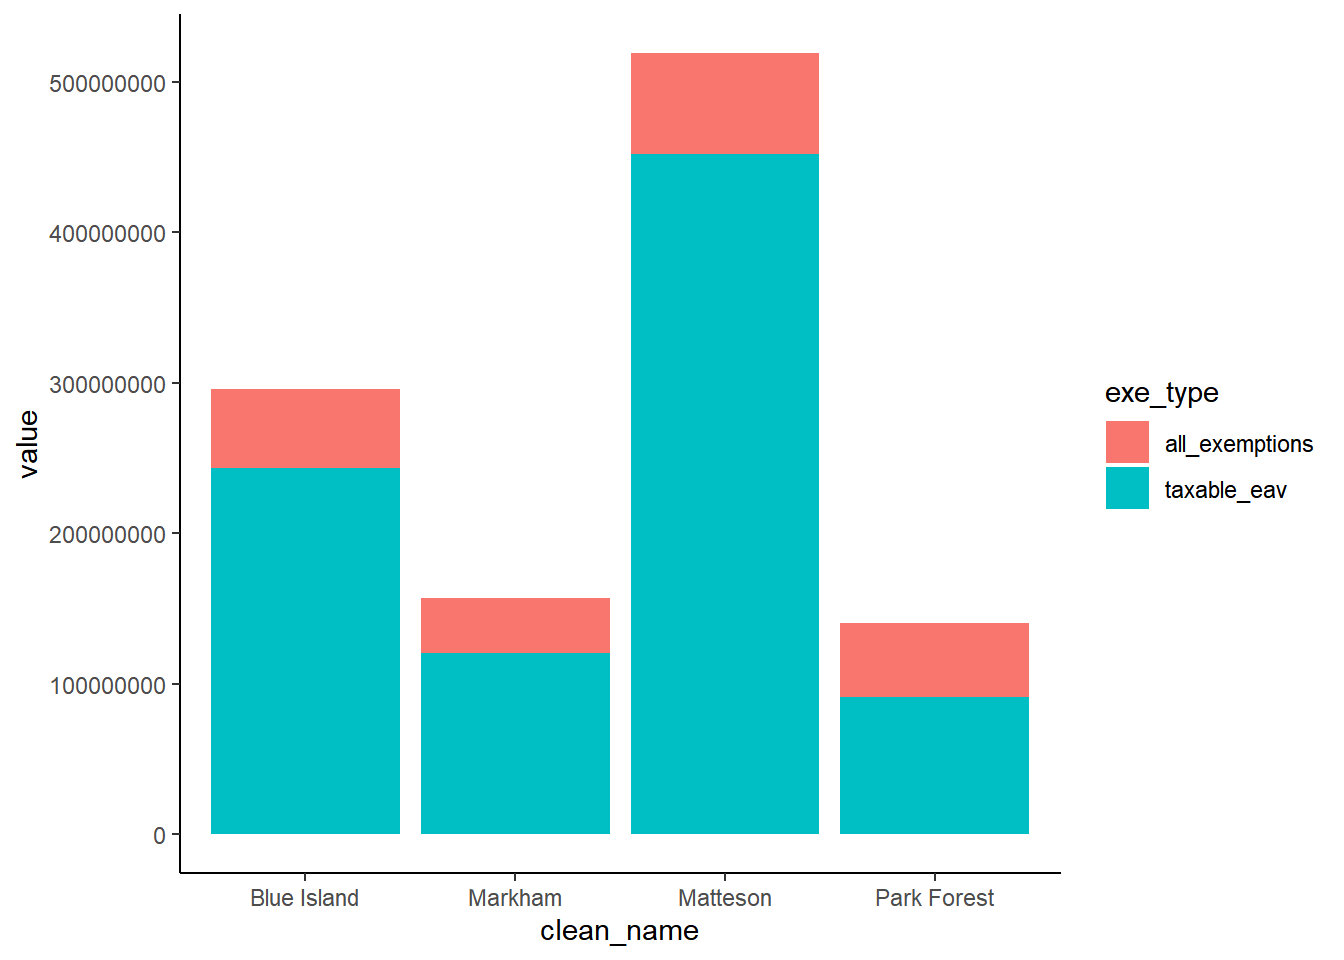 500000000
400000000
300000000
200000000
100000000
0
value
Blue Island
Markham
Matteson
Park Forest
clean_name
exe_type
all_exemptions
taxable_eav